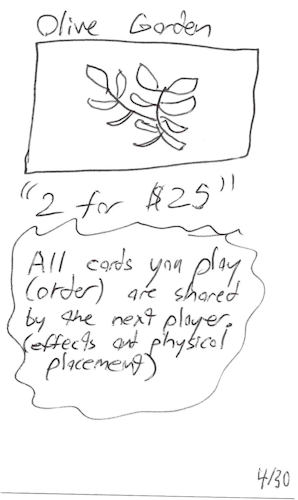 Olive Garden
"2 for $25"
All cards you play
(order) are shared
by the next player.
(effects and physical
placement)
4/30